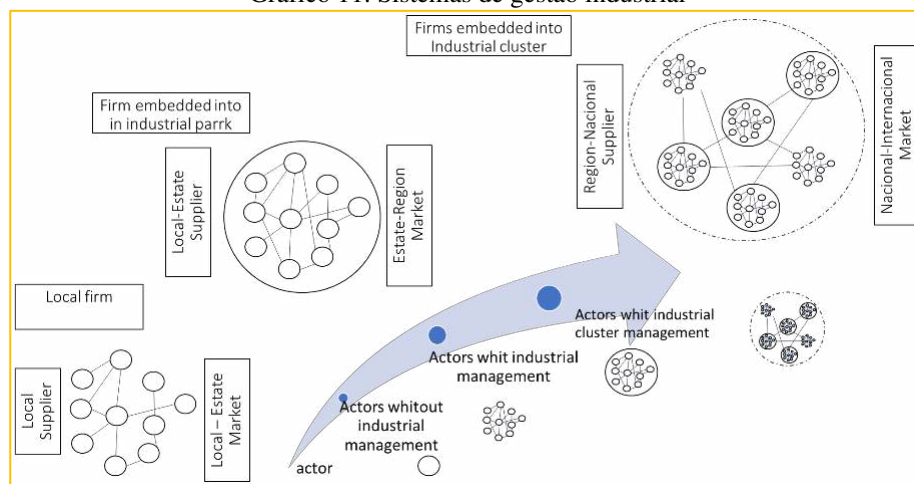 Gráfico 11: Sistemas de gestão industrial
Firms embedded into
Industrial cluster
Firm embedded into
in industrial parrk
Local firm
Region-Nacional
Supplier
Nacional-Internacional
Market
Local-Estate
Supplier
Estate-Region
Market
Local
Supplier
Local – Estate
Market
Actors whit industrial
cluster management
Actors whit industrial
management
Actors whitout
industrial
management
actor